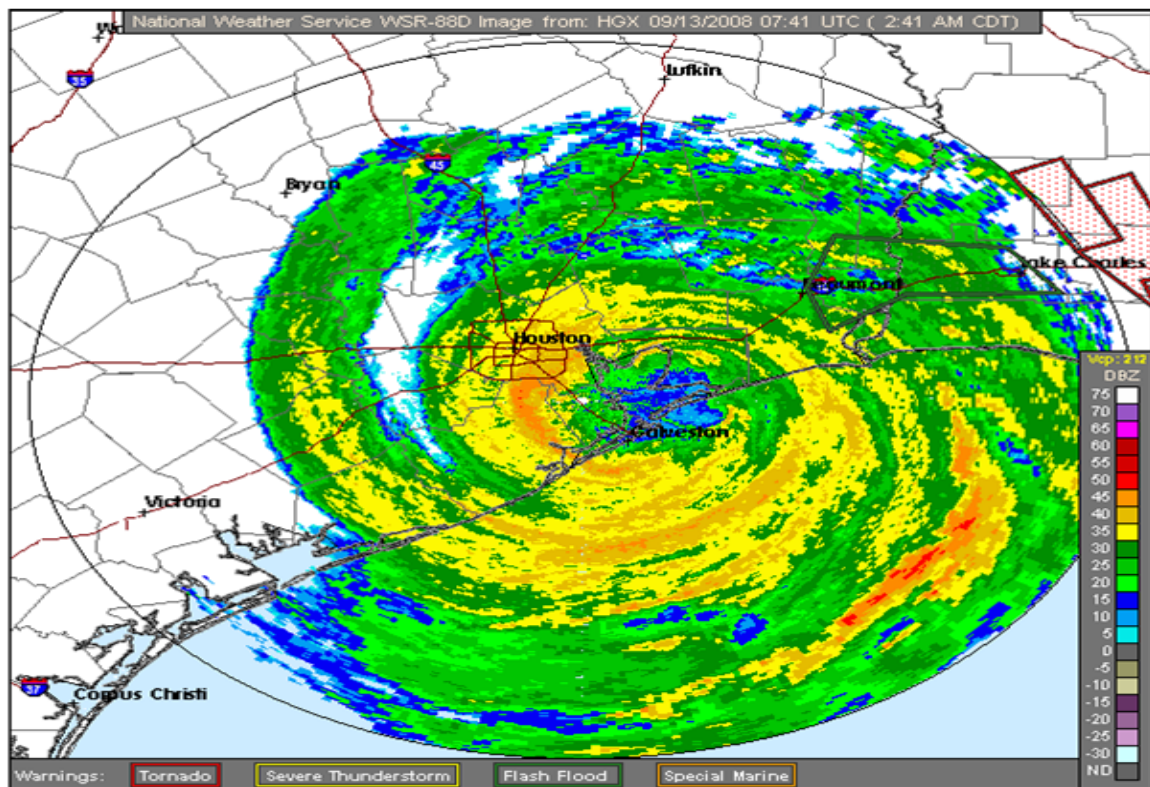 National Weather Service WSR-88D Image from: HGX 09/13/2008 07:41 UTC ( 2:41 AM CDT)
35
Lufkin
45
Bryan
Lake Charles
Beaumont
Houston
Galveston
Victoria
37
Corpus Christi
Vcp: 212
DBZ
75
70
65
60
55
50
45
40
35
30
25
20
15
10
5
0
-5
-10
-15
-20
-25
-30
ND
Warnings: Tornado Severe Thunderstorm Flash Flood Special Marine